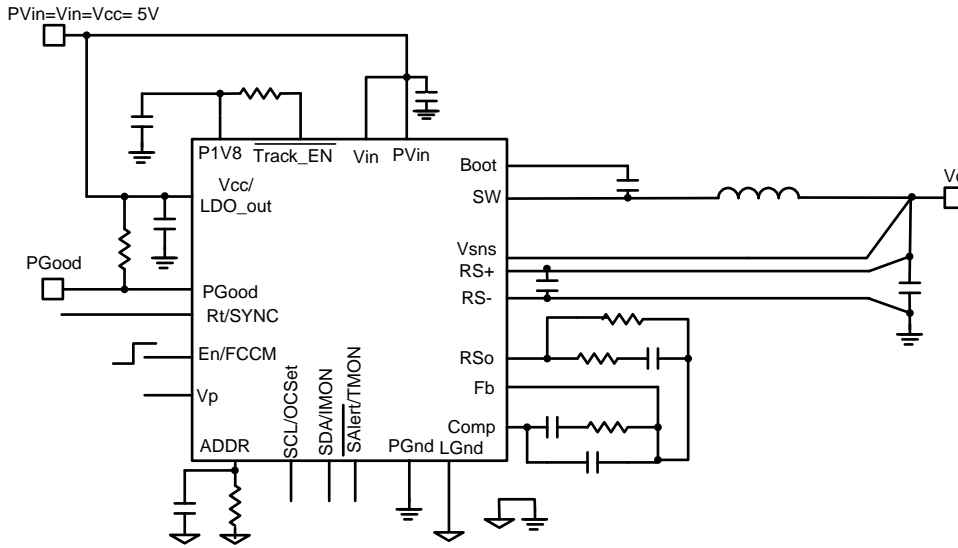 PVin=Vin=Vcc= 5V
P1V8
Track_EN
Vin
PVin
Boot
Vcc/
LDO_out
SW
Vsns
PGood
RS+
PGood
RS-
Rt/SYNC
En/FCCM
RSo
Vp
Fb
SCL/OCSet
SDA/IMON
SAlert/TMON
Comp
ADDR
PGnd
LGnd